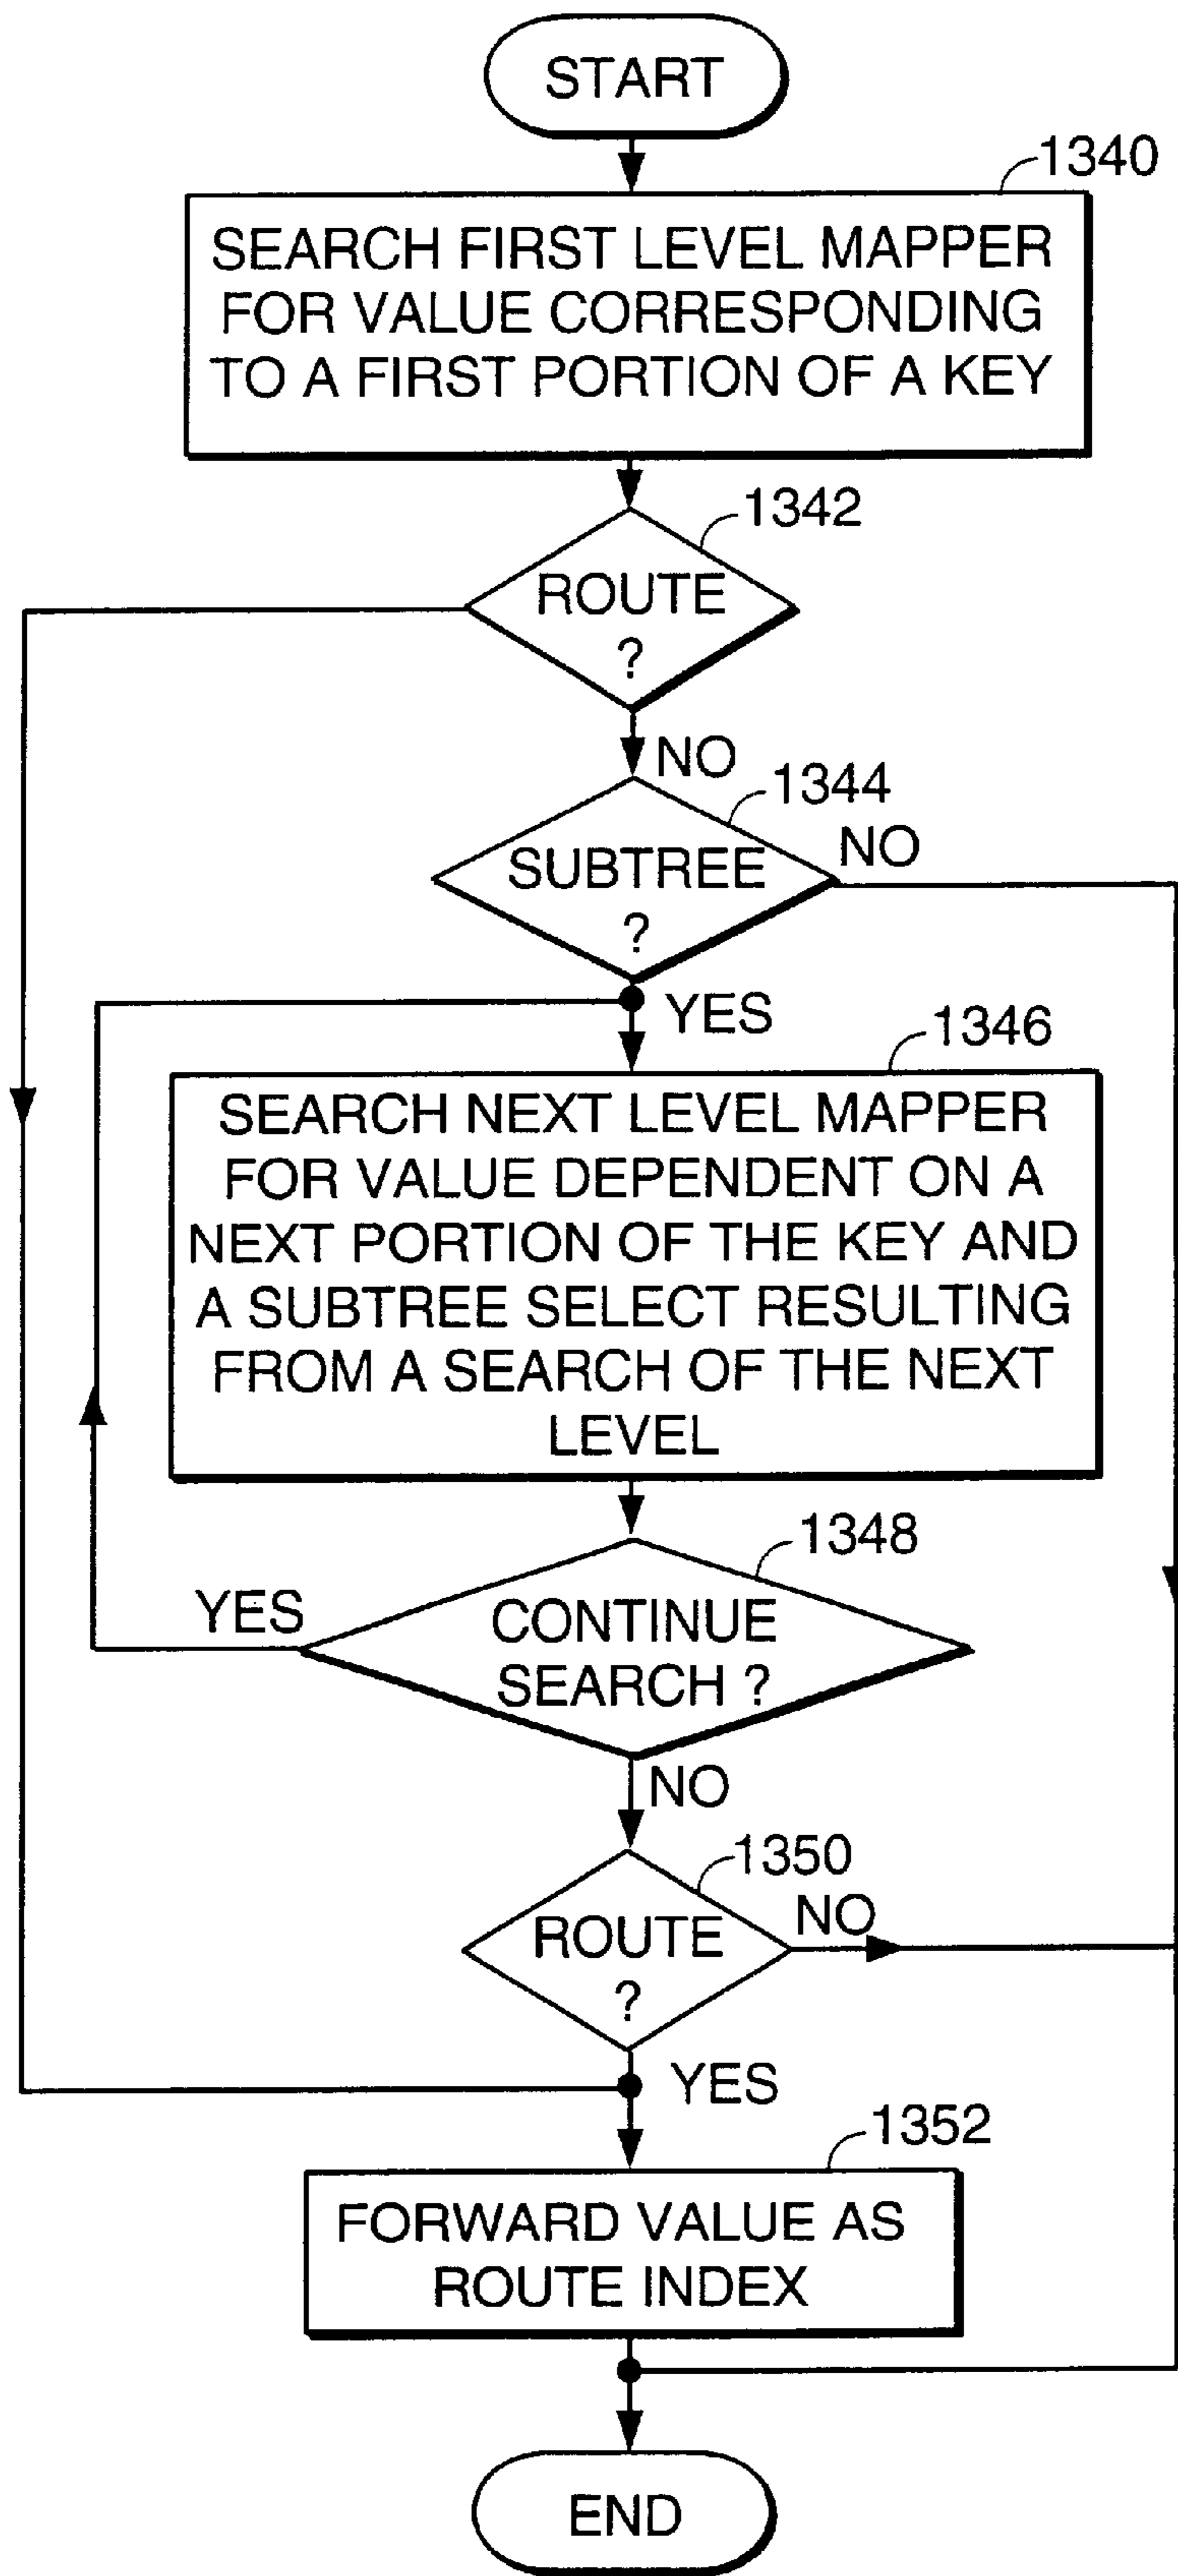 START
1340
SEARCH FIRST LEVEL MAPPER
FOR VALUE CORRESPONDING
TO A FIRST PORTION OF A KEY
1342
ROUTE
?
NO
1344
SUBTREE
?
NO
YES
1346
SEARCH NEXT LEVEL MAPPER
FOR VALUE DEPENDENT ON A
NEXT PORTION OF THE KEY AND
A SUBTREE SELECT RESULTING
FROM A SEARCH OF THE NEXT
LEVEL
1348
YES
CONTINUE
SEARCH ?
NO
1350
ROUTE
?
NO
YES
1352
FORWARD VALUE AS
ROUTE INDEX
END